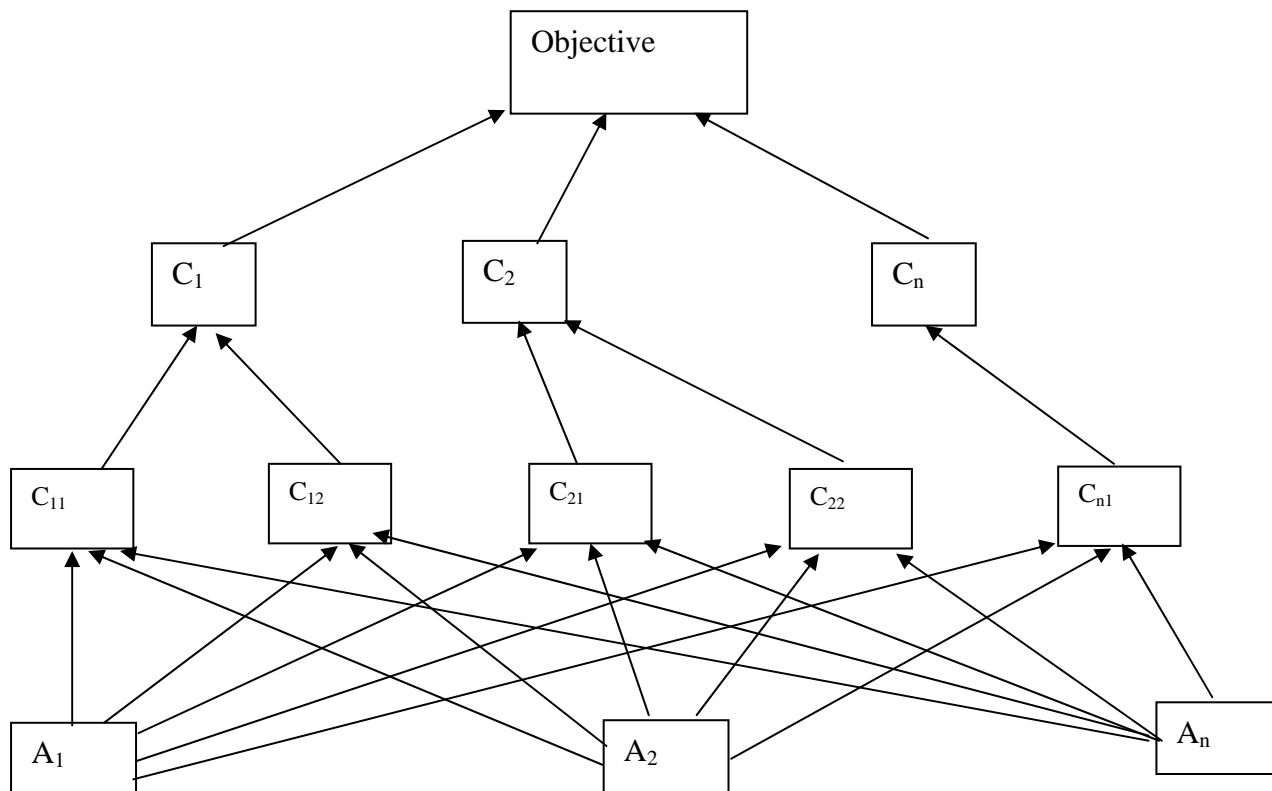 Objective
C₁
C₂
Cₙ
C₁₁
C₁₂
C₂₁
C₂₂
Cₙ₁
A₁
A₂
Aₙ